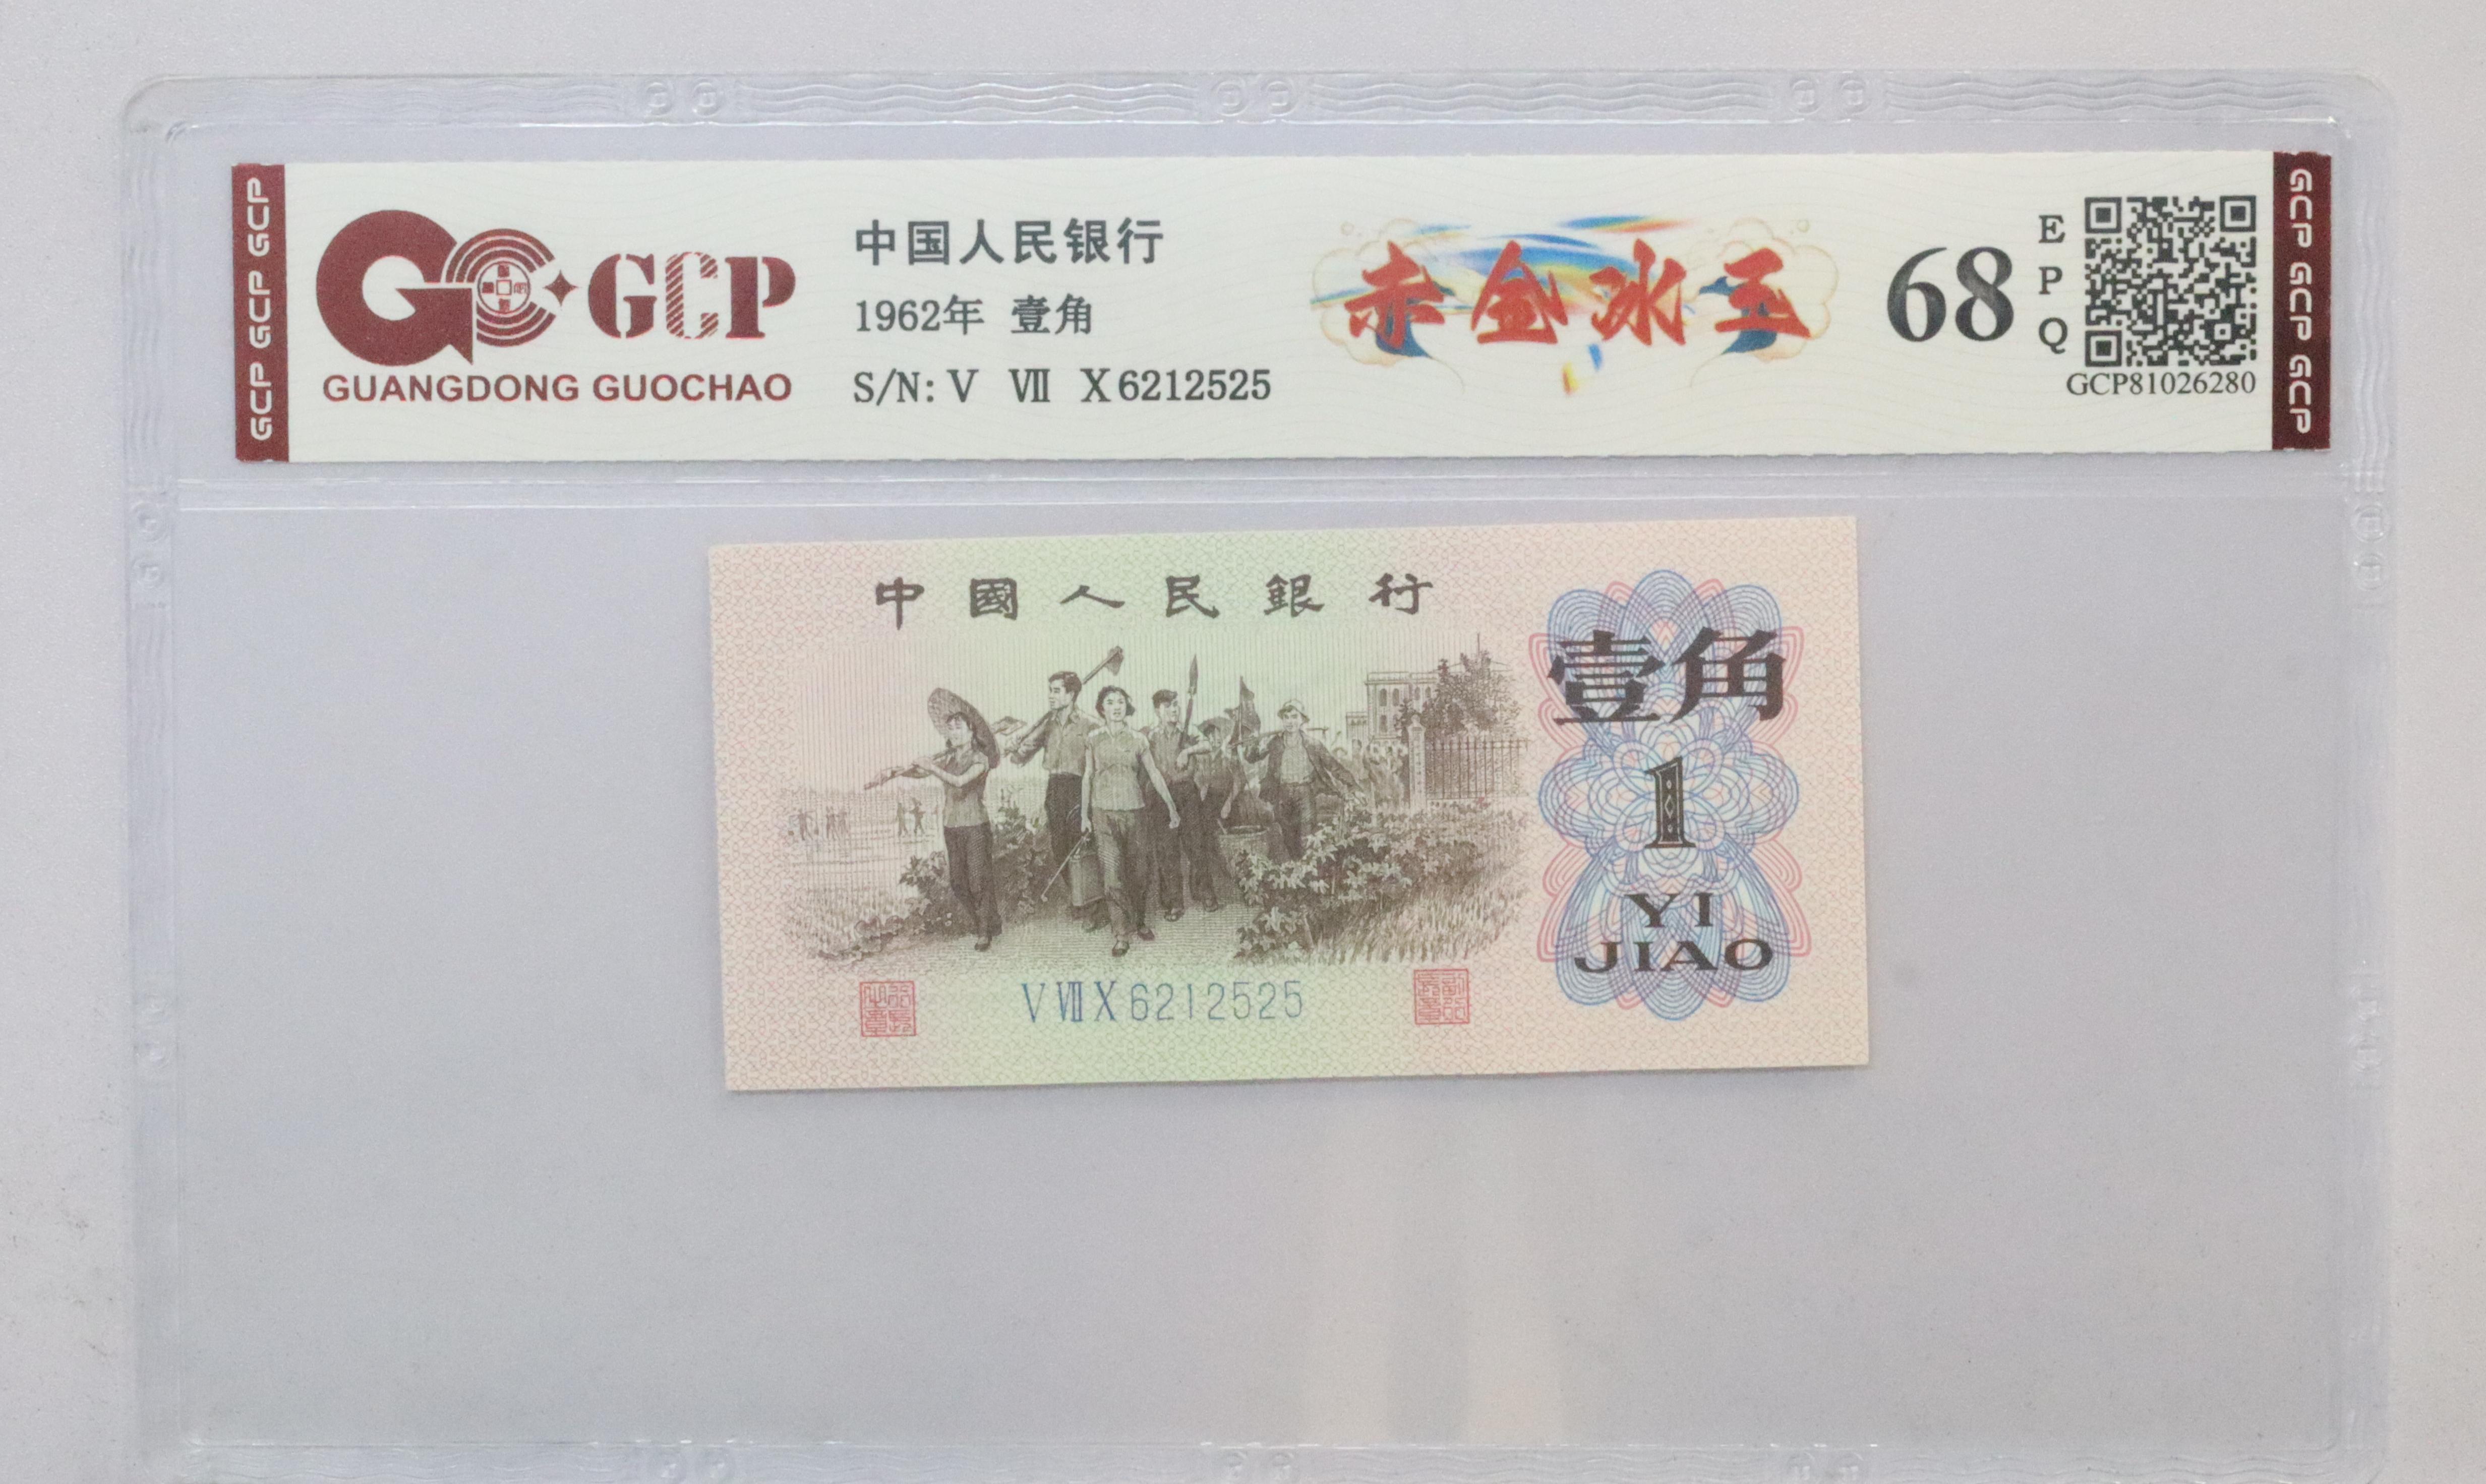 GCP GCP GCP
GCP
GUANGDONG GUOCHAO
中国人民银行
1962年 壹角
S/N: V Ⅶ X6212525
赤金冰玉
68
EPQ
GCP81026280
GCP GCP GCP
中國人民銀行
壹角
1
YI
JIAO
V Ⅶ X 6212525